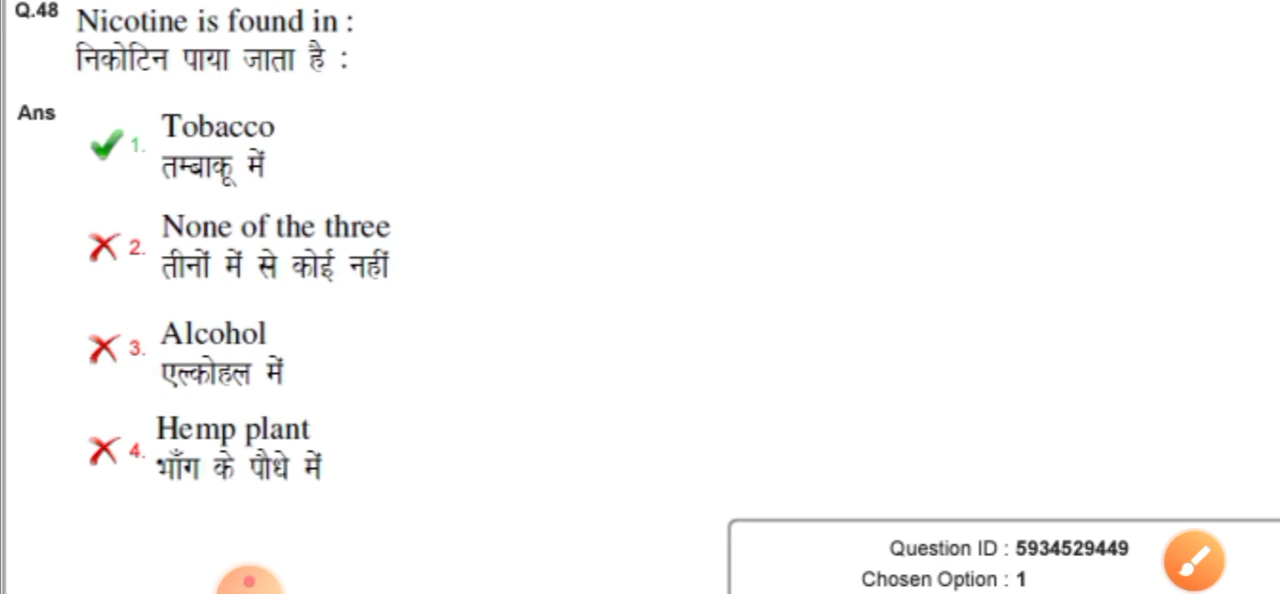 Q.48 Nicotine is found in :
निकोटिन पाया जाता है :
Ans
1. Tobacco
तम्बाकू में
2. None of the three
तीनों में से कोई नहीं
3. Alcohol
एल्कोहल में
4. Hemp plant
भाँग के पौधे में
Question ID : 5934529449
Chosen Option : 1